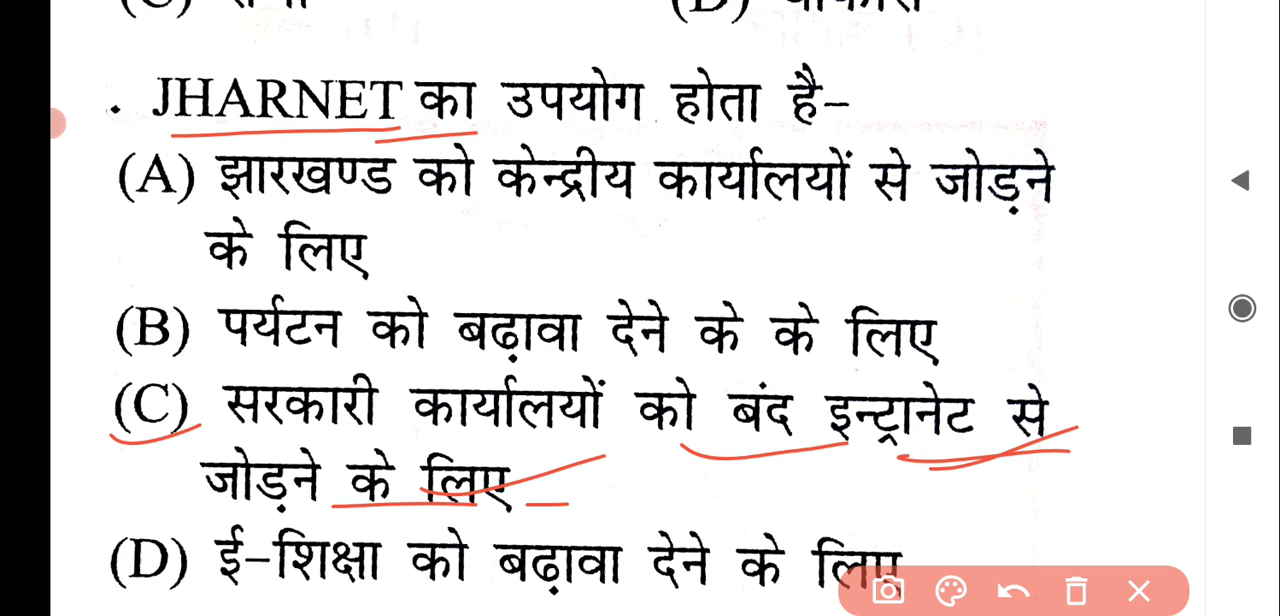 . JHARNET का उपयोग होता है-
(A) झारखण्ड को केन्द्रीय कार्यालयों से जोड़ने
के लिए
(B) पर्यटन को बढ़ावा देने के के लिए
(C) सरकारी कार्यालयों को बंद इन्ट्रानेट से
जोड़ने के लिए
(D) ई-शिक्षा को बढ़ावा देने के लिए